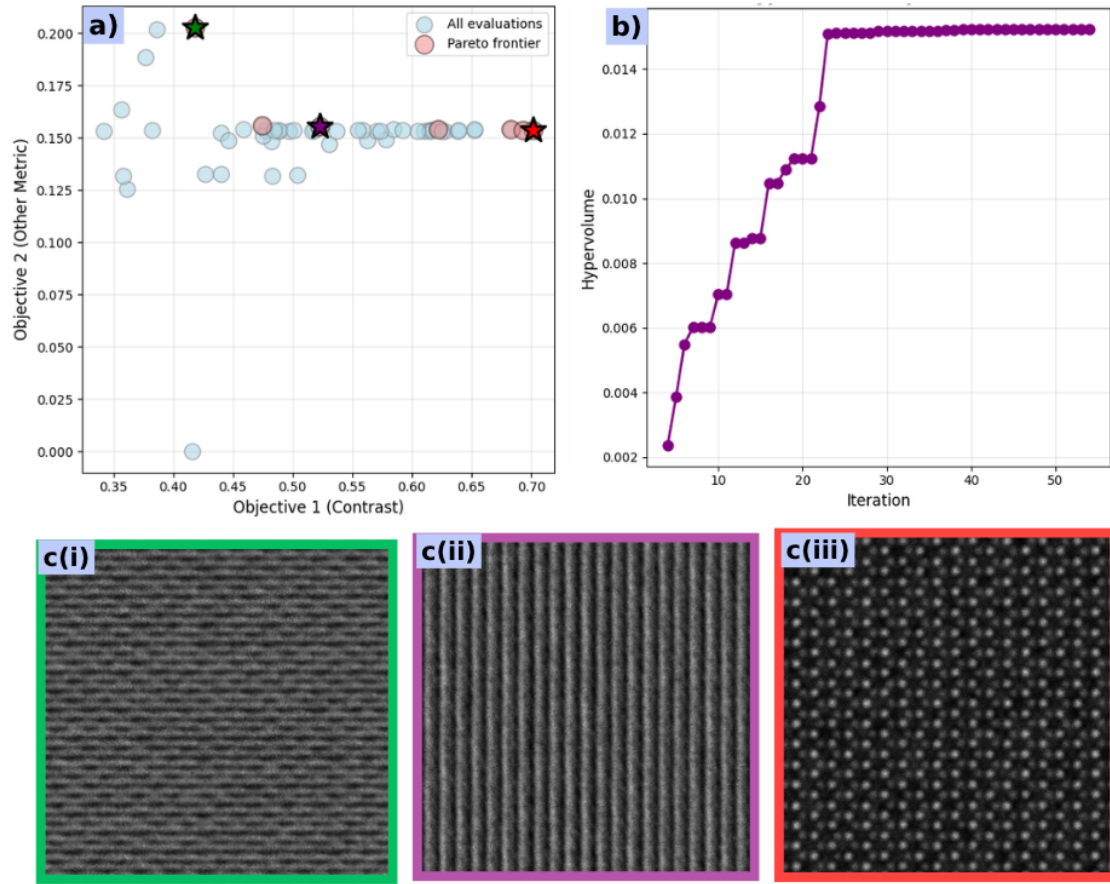 a)
All evaluations
Pareto frontier
0.200
0.175
0.150
0.125
0.100
0.075
0.050
0.025
0.000
Objective 2 (Other Metric)
0.35 0.40 0.45 0.50 0.55 0.60 0.65 0.70
Objective 1 (Contrast)
b)
0.014
0.012
0.010
0.008
0.006
0.004
0.002
Hypervolume
10 20 30 40 50
Iteration
c(i)
c(ii)
c(iii)